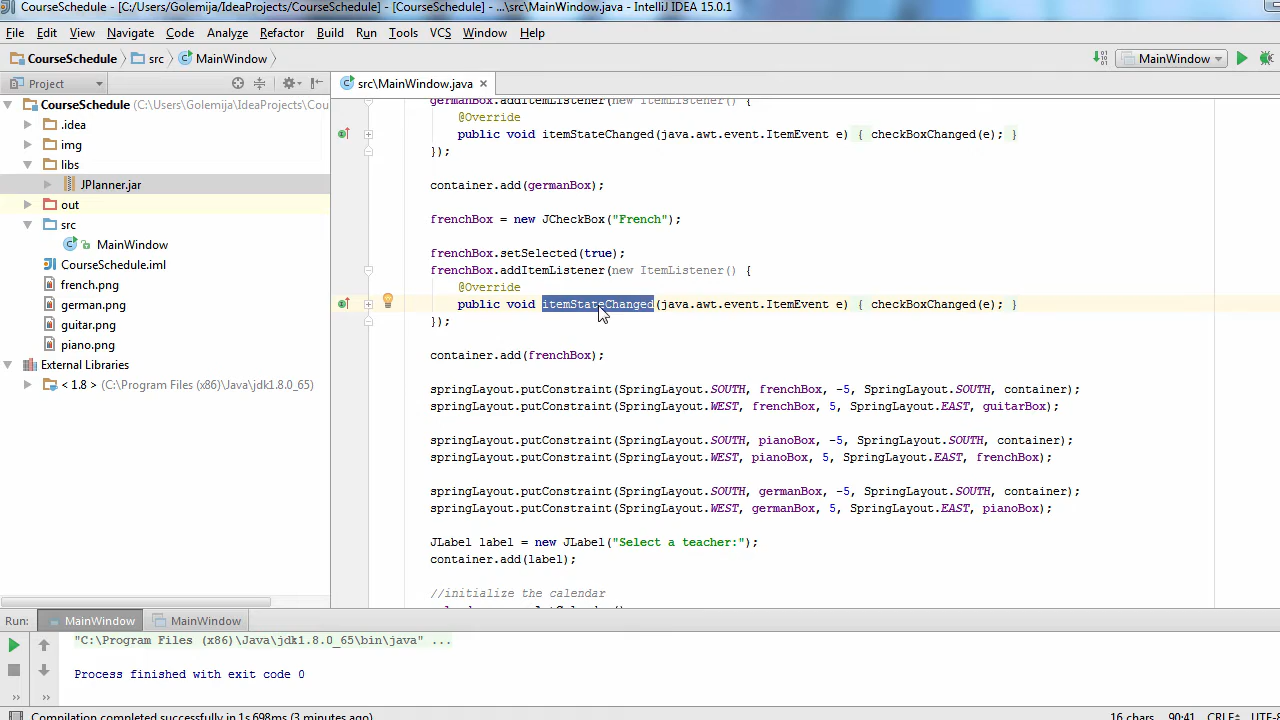 CourseSchedule - [C:/Users/Golemija/IdeaProjects/CourseSchedule] - [CourseSchedule] - ...\src\MainWindow.java - IntelliJ IDEA 15.0.1
File Edit View Navigate Code Analyze Refactor Build Run Tools VCS Window Help
CourseSchedule src MainWindow MainWindow
Project
src\MainWindow.java
CourseSchedule (C:\Users\Golemija\IdeaProjects\Cou
.idea
img
libs
JPlanner.jar
out
src
MainWindow
CourseSchedule.iml
french.png
german.png
guitar.png
piano.png
External Libraries
< 1.8 > (C:\Program Files (x86)\Java\jdk1.8.0_65)
germanBox.addItemListener(new ItemListener() {
@Override
public void itemStateChanged(java.awt.event.ItemEvent e) { checkBoxChanged(e); }
});
container.add(germanBox);
frenchBox = new JCheckBox("French");
frenchBox.setSelected(true);
frenchBox.addItemListener(new ItemListener() {
@Override
public void itemStateChanged(java.awt.event.ItemEvent e) { checkBoxChanged(e); }
});
container.add(frenchBox);
springLayout.putConstraint(SpringLayout.SOUTH, frenchBox, -5, SpringLayout.SOUTH, container);
springLayout.putConstraint(SpringLayout.WEST, frenchBox, 5, SpringLayout.EAST, guitarBox);
springLayout.putConstraint(SpringLayout.SOUTH, pianoBox, -5, SpringLayout.SOUTH, container);
springLayout.putConstraint(SpringLayout.WEST, pianoBox, 5, SpringLayout.EAST, frenchBox);
springLayout.putConstraint(SpringLayout.SOUTH, germanBox, -5, SpringLayout.SOUTH, container);
springLayout.putConstraint(SpringLayout.WEST, germanBox, 5, SpringLayout.EAST, pianoBox);
JLabel label = new JLabel("Select a teacher:");
container.add(label);
//initialize the calendar
Run: MainWindow MainWindow
"C:\Program Files (x86)\Java\jdk1.8.0_65\bin\java" ...
Process finished with exit code 0
Compilation completed successfully in 1s 698ms (3 minutes ago) 16 chars 90:41 CRLF÷ UTF-8